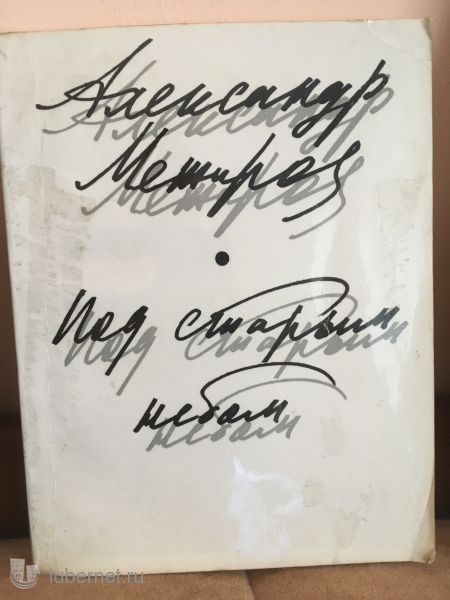 Александр
Межиров
•
Под старым
небом
lubernet.ru